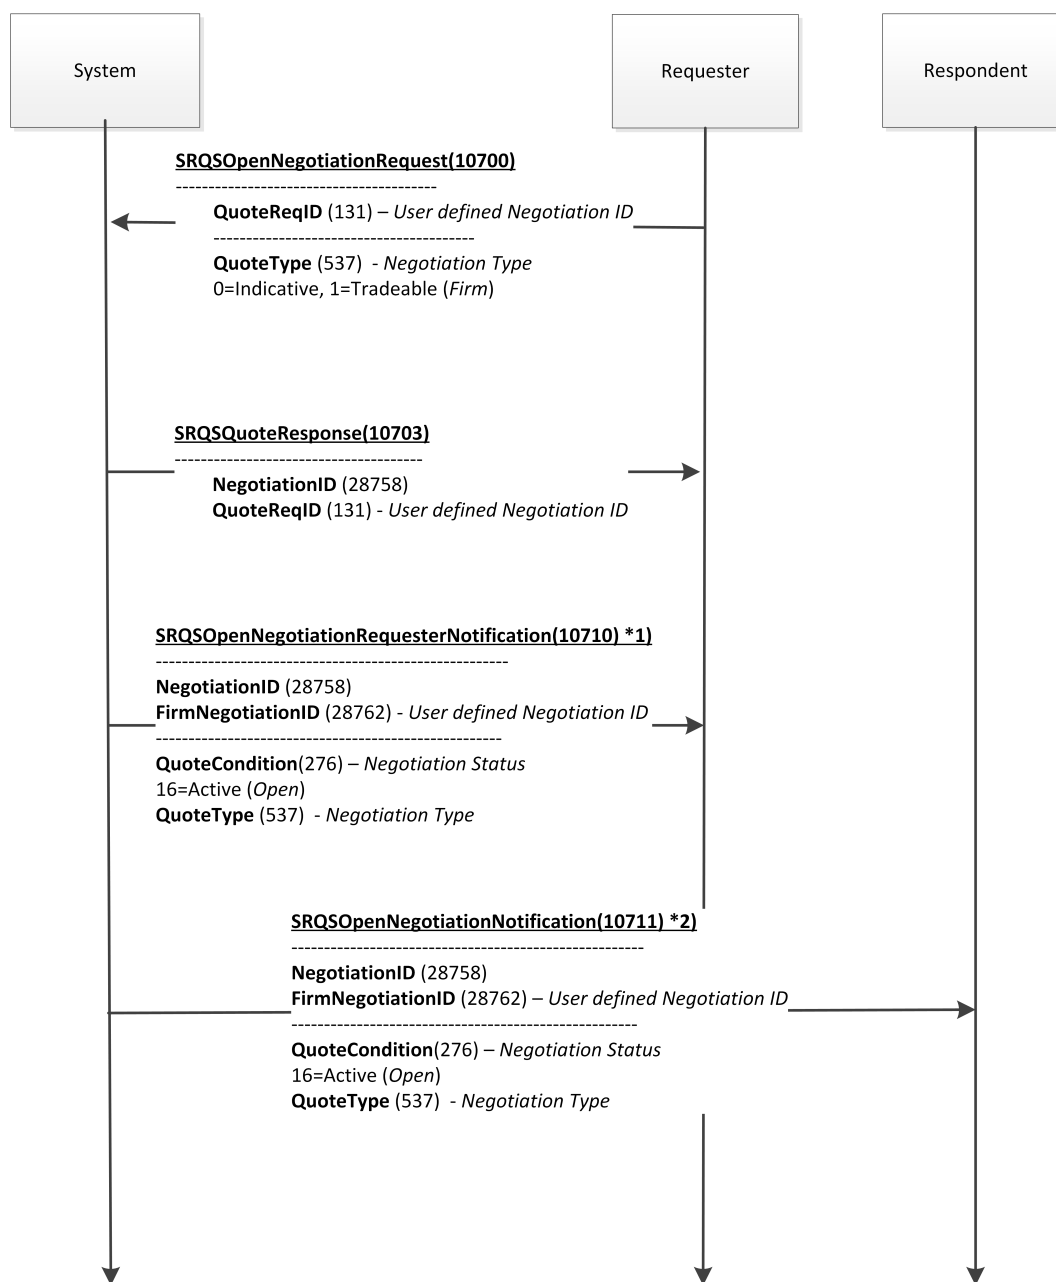 System
Requester
Respondent
SRQSOpenNegotiationRequest(10700)
----------------------------------------
QuoteReqID (131) – User defined Negotiation ID
----------------------------------------
QuoteType (537)  - Negotiation Type
0=Indicative, 1=Tradeable (Firm)
SRQSQuoteResponse(10703)
--------------------------------------
NegotiationID (28758)
QuoteReqID (131) - User defined Negotiation ID
SRQSOpenNegotiationRequesterNotification(10710) *1)
------------------------------------------------------
NegotiationID (28758)
FirmNegotiationID (28762) - User defined Negotiation ID
-----------------------------------------------------
QuoteCondition(276) – Negotiation Status
16=Active (Open)
QuoteType (537)  - Negotiation Type
SRQSOpenNegotiationNotification(10711) *2)
------------------------------------------------------
NegotiationID (28758)
FirmNegotiationID (28762) – User defined Negotiation ID
-----------------------------------------------------
QuoteCondition(276) – Negotiation Status
16=Active (Open)
QuoteType (537)  - Negotiation Type